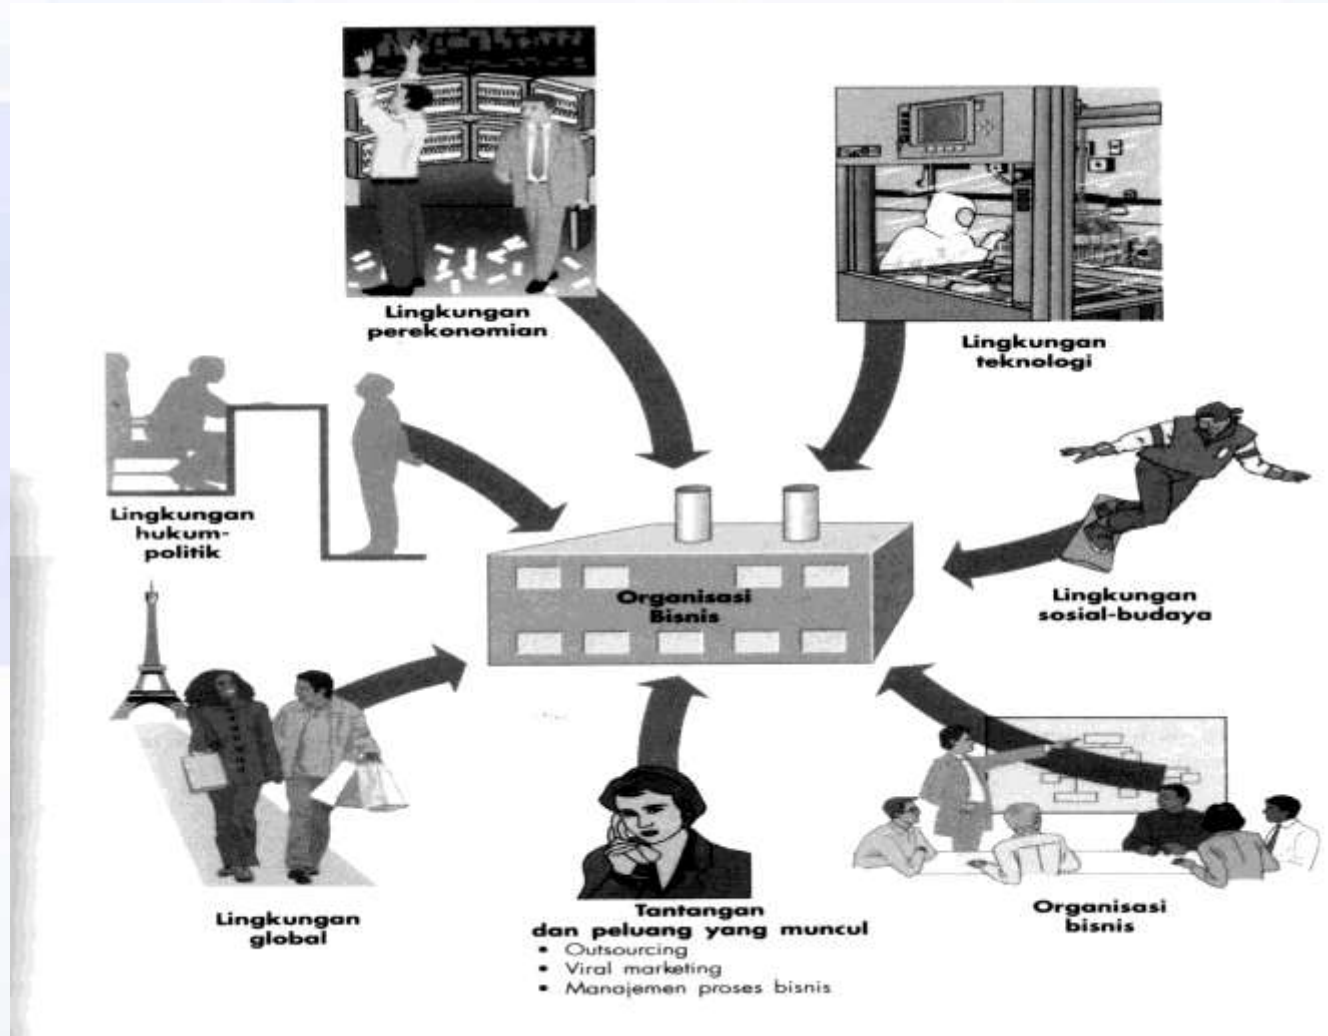 Lingkungan
perekonomian
Lingkungan
teknologi
Lingkungan
hukum-
politik
Organisasi
Bisnis
Lingkungan
sosial-budaya
Lingkungan
global
Tantangan
dan peluang yang muncul
• Outsourcing
• Viral marketing
• Manajemen proses bisnis
Organisasi
bisnis